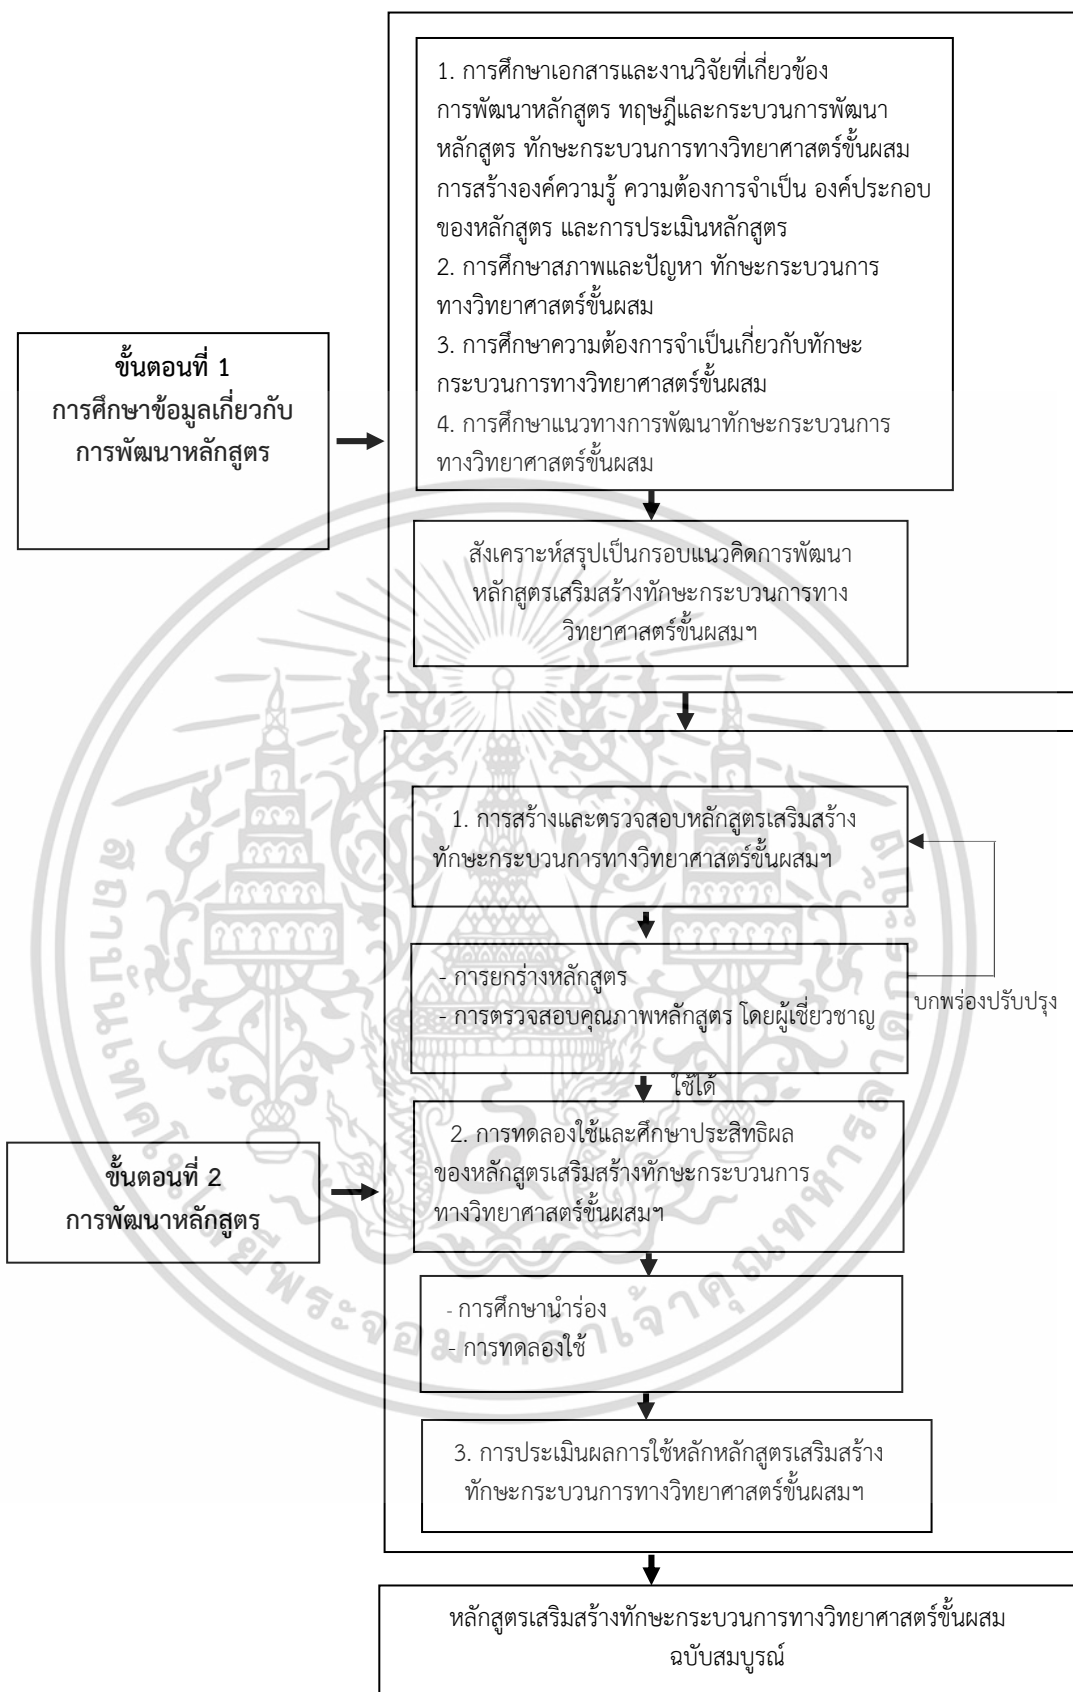 1. การศึกษาเอกสารและงานวิจัยที่เกี่ยวข้อง
การพัฒนาหลักสูตร ทฤษฎีและกระบวนการพัฒนา
หลักสูตร ทักษะกระบวนการทางวิทยาศาสตร์ขั้นผสม
การสร้างองค์ความรู้ ความต้องการจำเป็น องค์ประกอบ
ของหลักสูตร และการประเมินหลักสูตร
2. การศึกษาสภาพและปัญหา ทักษะกระบวนการ
ทางวิทยาศาสตร์ขั้นผสม
3. การศึกษาความต้องการจำเป็นเกี่ยวกับทักษะ
กระบวนการทางวิทยาศาสตร์ขั้นผสม
4. การศึกษาแนวทางการพัฒนาทักษะกระบวนการ
ทางวิทยาศาสตร์ขั้นผสม
ขั้นตอนที่ 1
การศึกษาข้อมูลเกี่ยวกับ
การพัฒนาหลักสูตร
สังเคราะห์สรุปเป็นกรอบแนวคิดการพัฒนา
หลักสูตรเสริมสร้างทักษะกระบวนการทาง
วิทยาศาสตร์ขั้นผสมฯ
1. การสร้างและตรวจสอบหลักสูตรเสริมสร้าง
ทักษะกระบวนการทางวิทยาศาสตร์ขั้นผสมฯ
- การยกร่างหลักสูตร
- การตรวจสอบคุณภาพหลักสูตร โดยผู้เชี่ยวชาญ
บกพร่องปรับปรุง
ใช้ได้
ขั้นตอนที่ 2
การพัฒนาหลักสูตร
2. การทดลองใช้และศึกษาประสิทธิผล
ของหลักสูตรเสริมสร้างทักษะกระบวนการ
ทางวิทยาศาสตร์ขั้นผสมฯ
- การศึกษานำร่อง
- การทดลองใช้
3. การประเมินผลการใช้หลักหลักสูตรเสริมสร้าง
ทักษะกระบวนการทางวิทยาศาสตร์ขั้นผสมฯ
หลักสูตรเสริมสร้างทักษะกระบวนการทางวิทยาศาสตร์ขั้นผสม
ฉบับสมบูรณ์
สถาบันเทคโนโลยีพระจอมเกล้าเจ้าคุณทหารลาดกระบัง